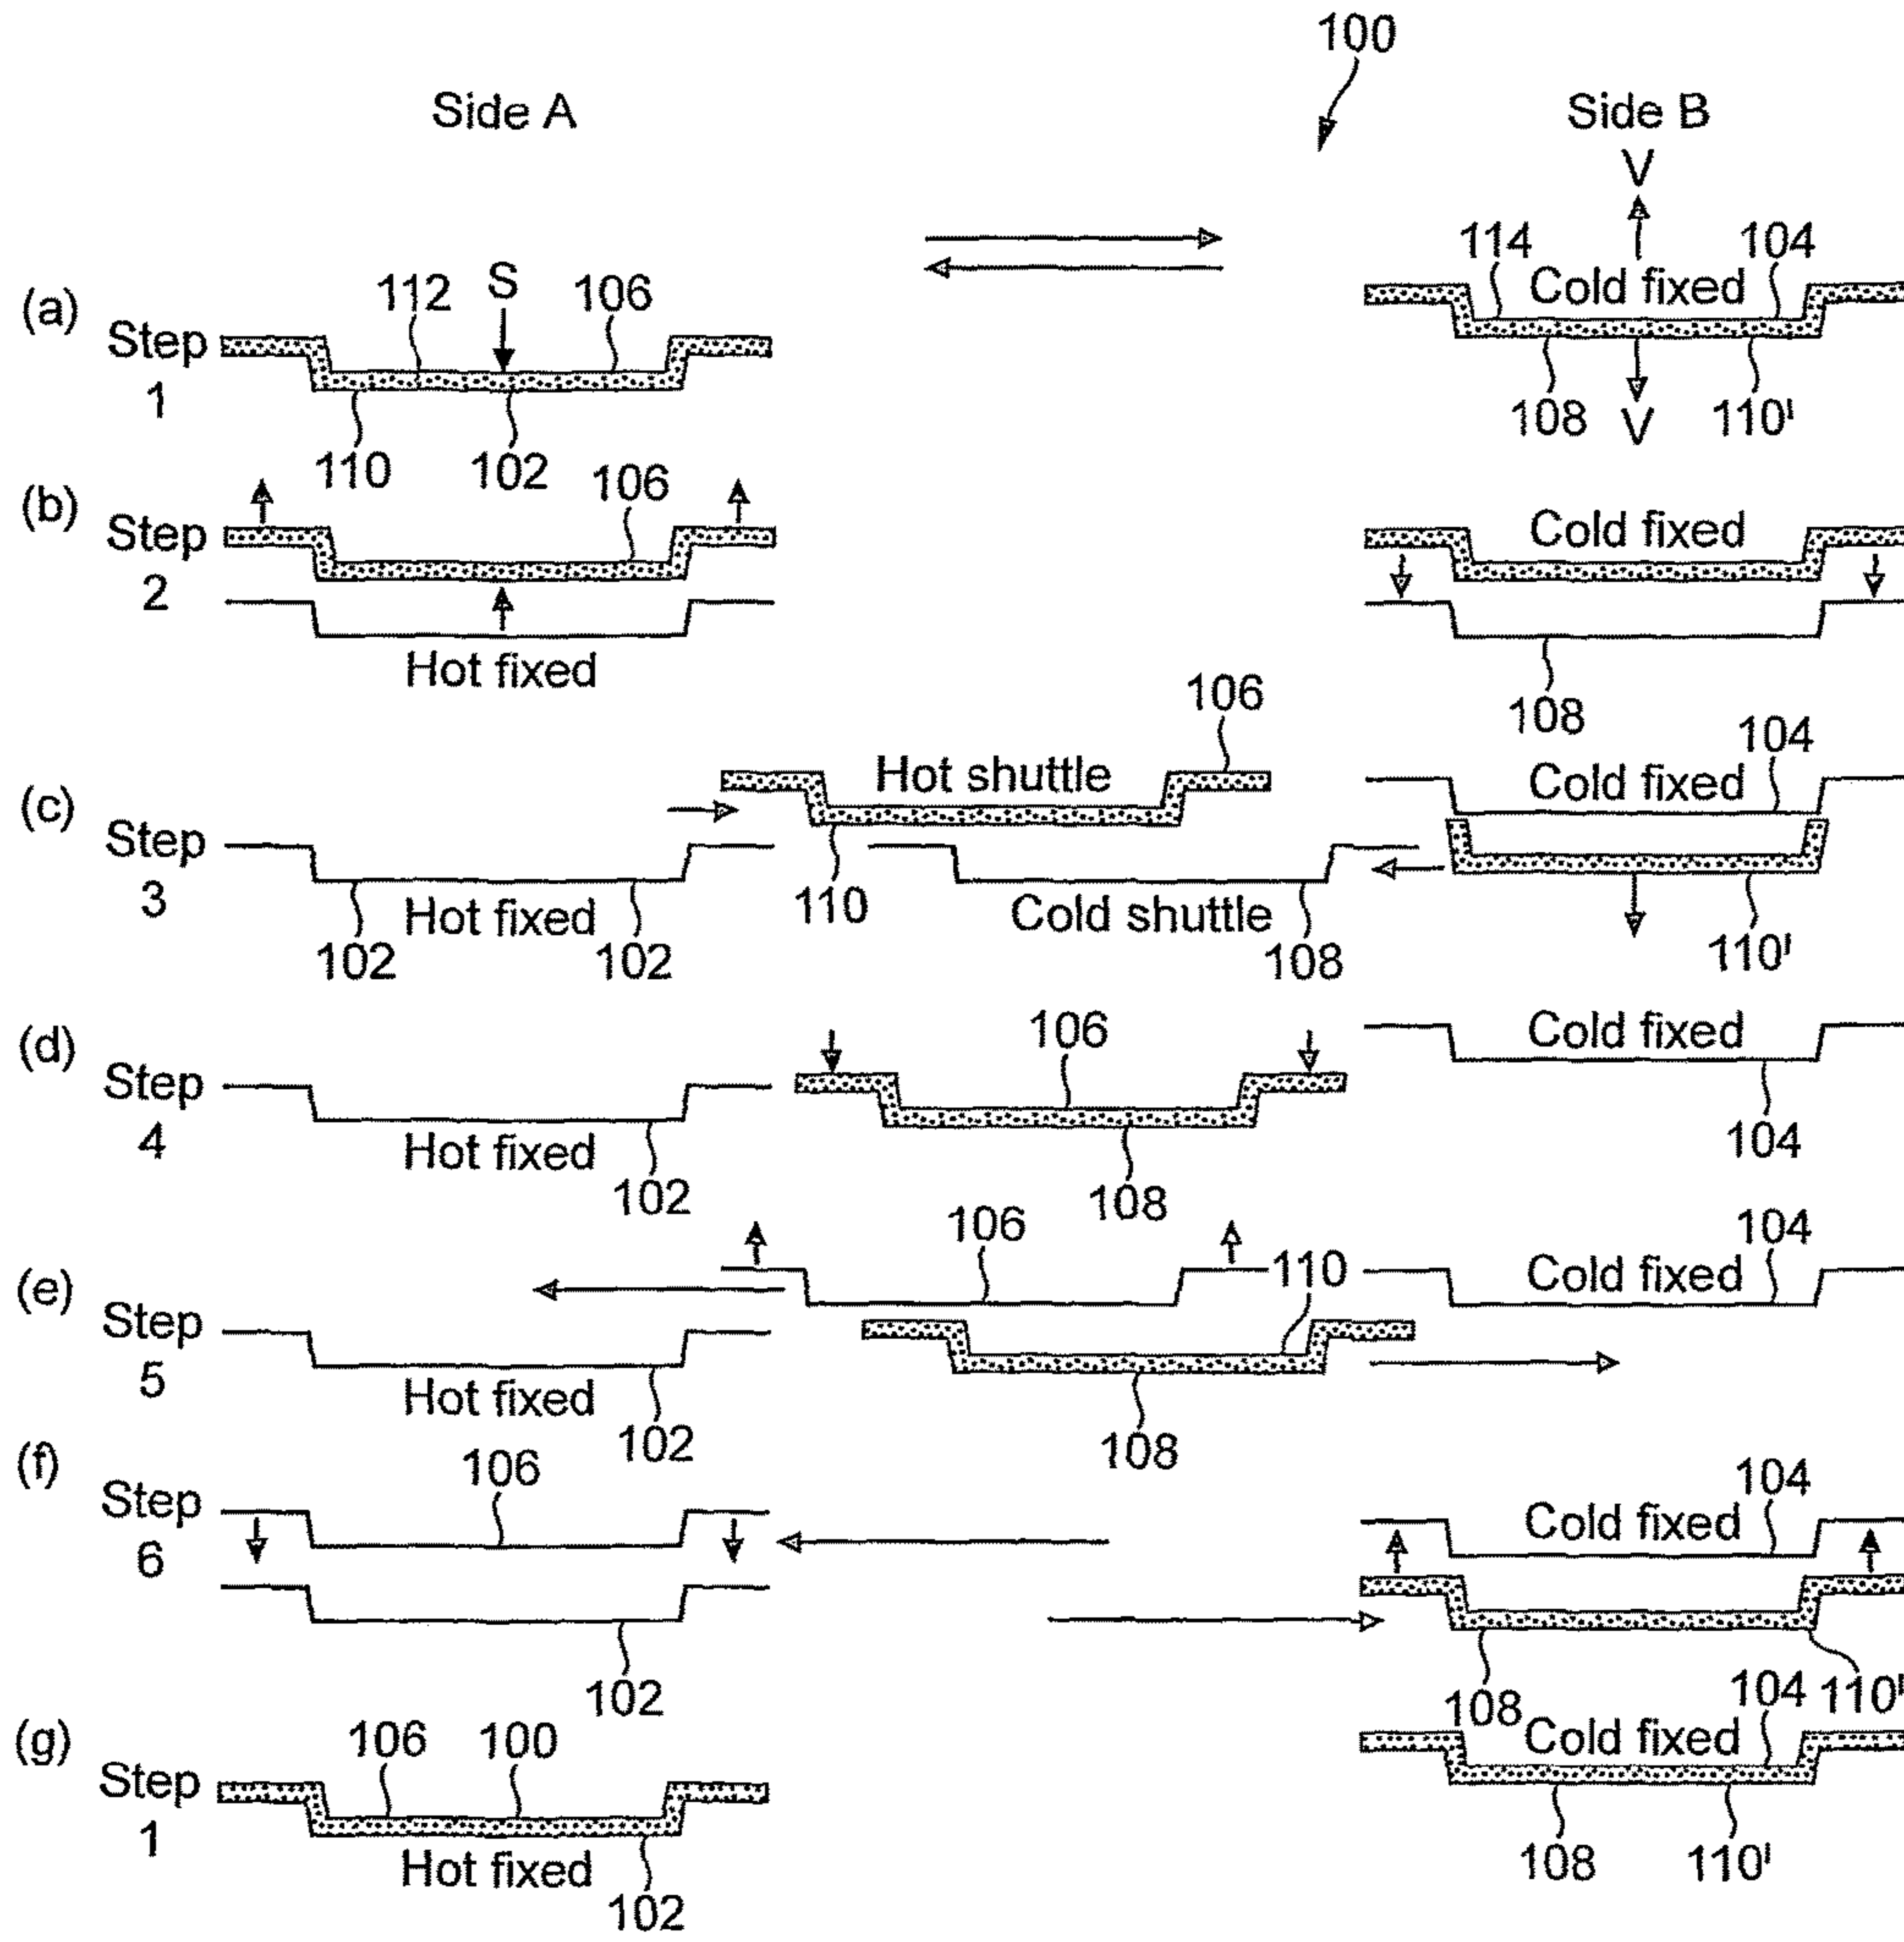 100
Side A
Side B
V
(a)
Step
1
112
S
106
114
104
Cold fixed
110
102
108
V
110'
(b)
Step
2
106
Cold fixed
Hot fixed
108
(c)
Step
3
106
Hot shuttle
104
Cold fixed
110
Hot fixed
Cold shuttle
102
102
108
110'
(d)
Step
4
106
Cold fixed
Hot fixed
102
108
104
(e)
Step
5
106
110
104
Cold fixed
Hot fixed
102
108
(f)
Step
6
106
104
Cold fixed
102
108
110'
(g)
Step
1
106
100
104
Cold fixed
Hot fixed
102
108
110'